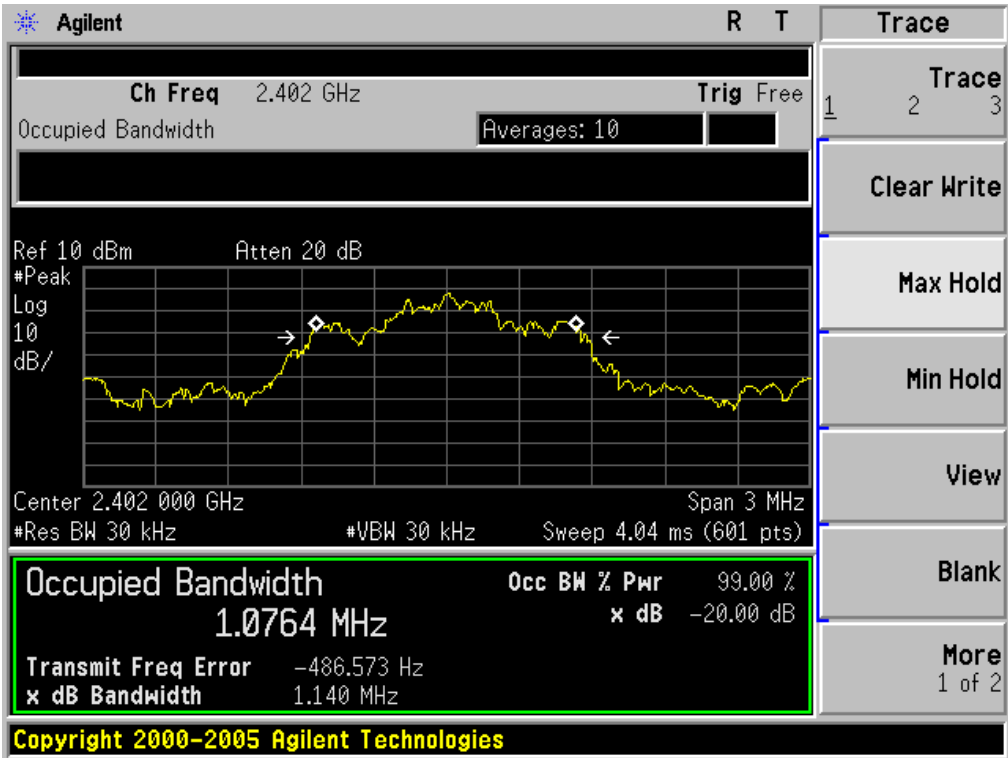 Agilent R T
Ch Freq 2.402 GHz Trig Free
Occupied Bandwidth Averages: 10
Ref 10 dBm Atten 20 dB
#Peak
Log
10
dB/
Center 2.402 000 GHz Span 3 MHz
#Res BW 30 kHz #VBW 30 kHz Sweep 4.04 ms (601 pts)
Occupied Bandwidth Occ BW % Pwr 99.00 %
1.0764 MHz x dB -20.00 dB
Transmit Freq Error -486.573 Hz
x dB Bandwidth 1.140 MHz
Copyright 2000-2005 Agilent Technologies
Trace
Trace
1 2 3
Clear Write
Max Hold
Min Hold
View
Blank
More
1 of 2